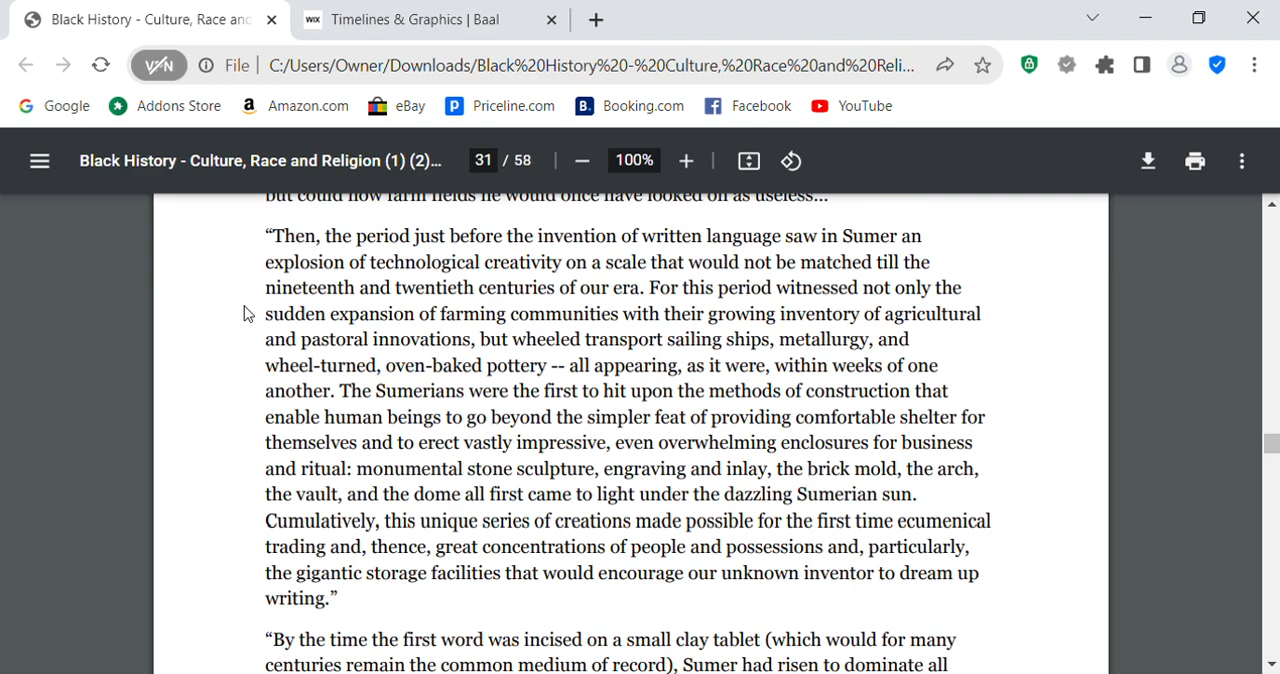 Black History - Culture, Race and
Timelines & Graphics | Baal
File | C:/Users/Owner/Downloads/Black%20History%20-%20Culture,%20Race%20and%20Reli...
Google Addons Store Amazon.com eBay Priceline.com Booking.com Facebook YouTube
Black History - Culture, Race and Religion (1) (2)... 31 / 58 100%
but could now farm fields he would once have looked on as useless...
“Then, the period just before the invention of written language saw in Sumer an
explosion of technological creativity on a scale that would not be matched till the
nineteenth and twentieth centuries of our era. For this period witnessed not only the
sudden expansion of farming communities with their growing inventory of agricultural
and pastoral innovations, but wheeled transport sailing ships, metallurgy, and
wheel-turned, oven-baked pottery -- all appearing, as it were, within weeks of one
another. The Sumerians were the first to hit upon the methods of construction that
enable human beings to go beyond the simpler feat of providing comfortable shelter for
themselves and to erect vastly impressive, even overwhelming enclosures for business
and ritual: monumental stone sculpture, engraving and inlay, the brick mold, the arch,
the vault, and the dome all first came to light under the dazzling Sumerian sun.
Cumulatively, this unique series of creations made possible for the first time ecumenical
trading and, thence, great concentrations of people and possessions and, particularly,
the gigantic storage facilities that would encourage our unknown inventor to dream up
writing.”
“By the time the first word was incised on a small clay tablet (which would for many
centuries remain the common medium of record), Sumer had risen to dominate all